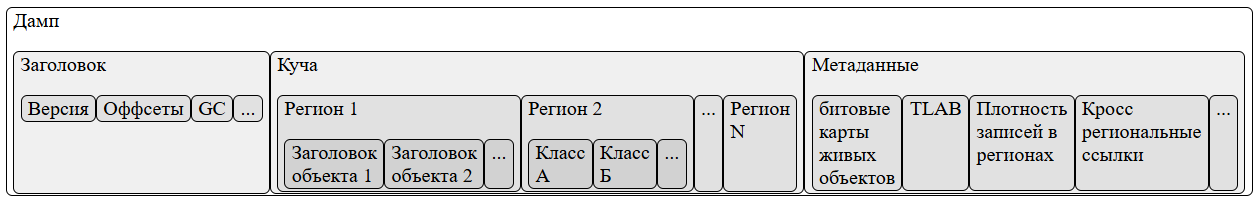 Дамп
Заголовок
Версия
Оффсеты
GC
...
Куча
Регион 1
Заголовок
объекта 1
Заголовок
объекта 2
...
Регион 2
Класс
А
Класс
Б
...
...
Регион
N
Метаданные
битовые
карты
живых
объектов
TLAB
Плотность
записей в
регионах
Кросс
региональные
ссылки
...